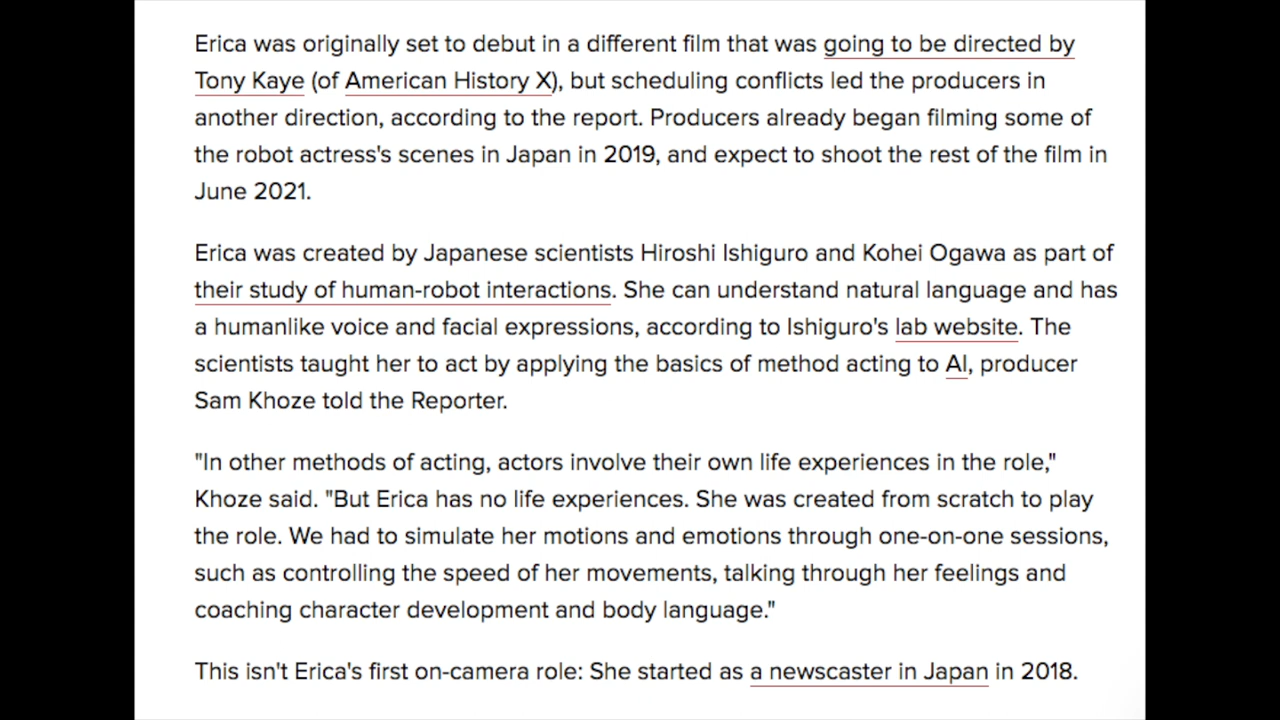 Erica was originally set to debut in a different film that was going to be directed by
Tony Kaye (of American History X), but scheduling conflicts led the producers in
another direction, according to the report. Producers already began filming some of
the robot actress's scenes in Japan in 2019, and expect to shoot the rest of the film in
June 2021.
Erica was created by Japanese scientists Hiroshi Ishiguro and Kohei Ogawa as part of
their study of human-robot interactions. She can understand natural language and has
a humanlike voice and facial expressions, according to Ishiguro's lab website. The
scientists taught her to act by applying the basics of method acting to AI, producer
Sam Khoze told the Reporter.
"In other methods of acting, actors involve their own life experiences in the role,"
Khoze said. "But Erica has no life experiences. She was created from scratch to play
the role. We had to simulate her motions and emotions through one-on-one sessions,
such as controlling the speed of her movements, talking through her feelings and
coaching character development and body language."
This isn't Erica's first on-camera role: She started as a newscaster in Japan in 2018.